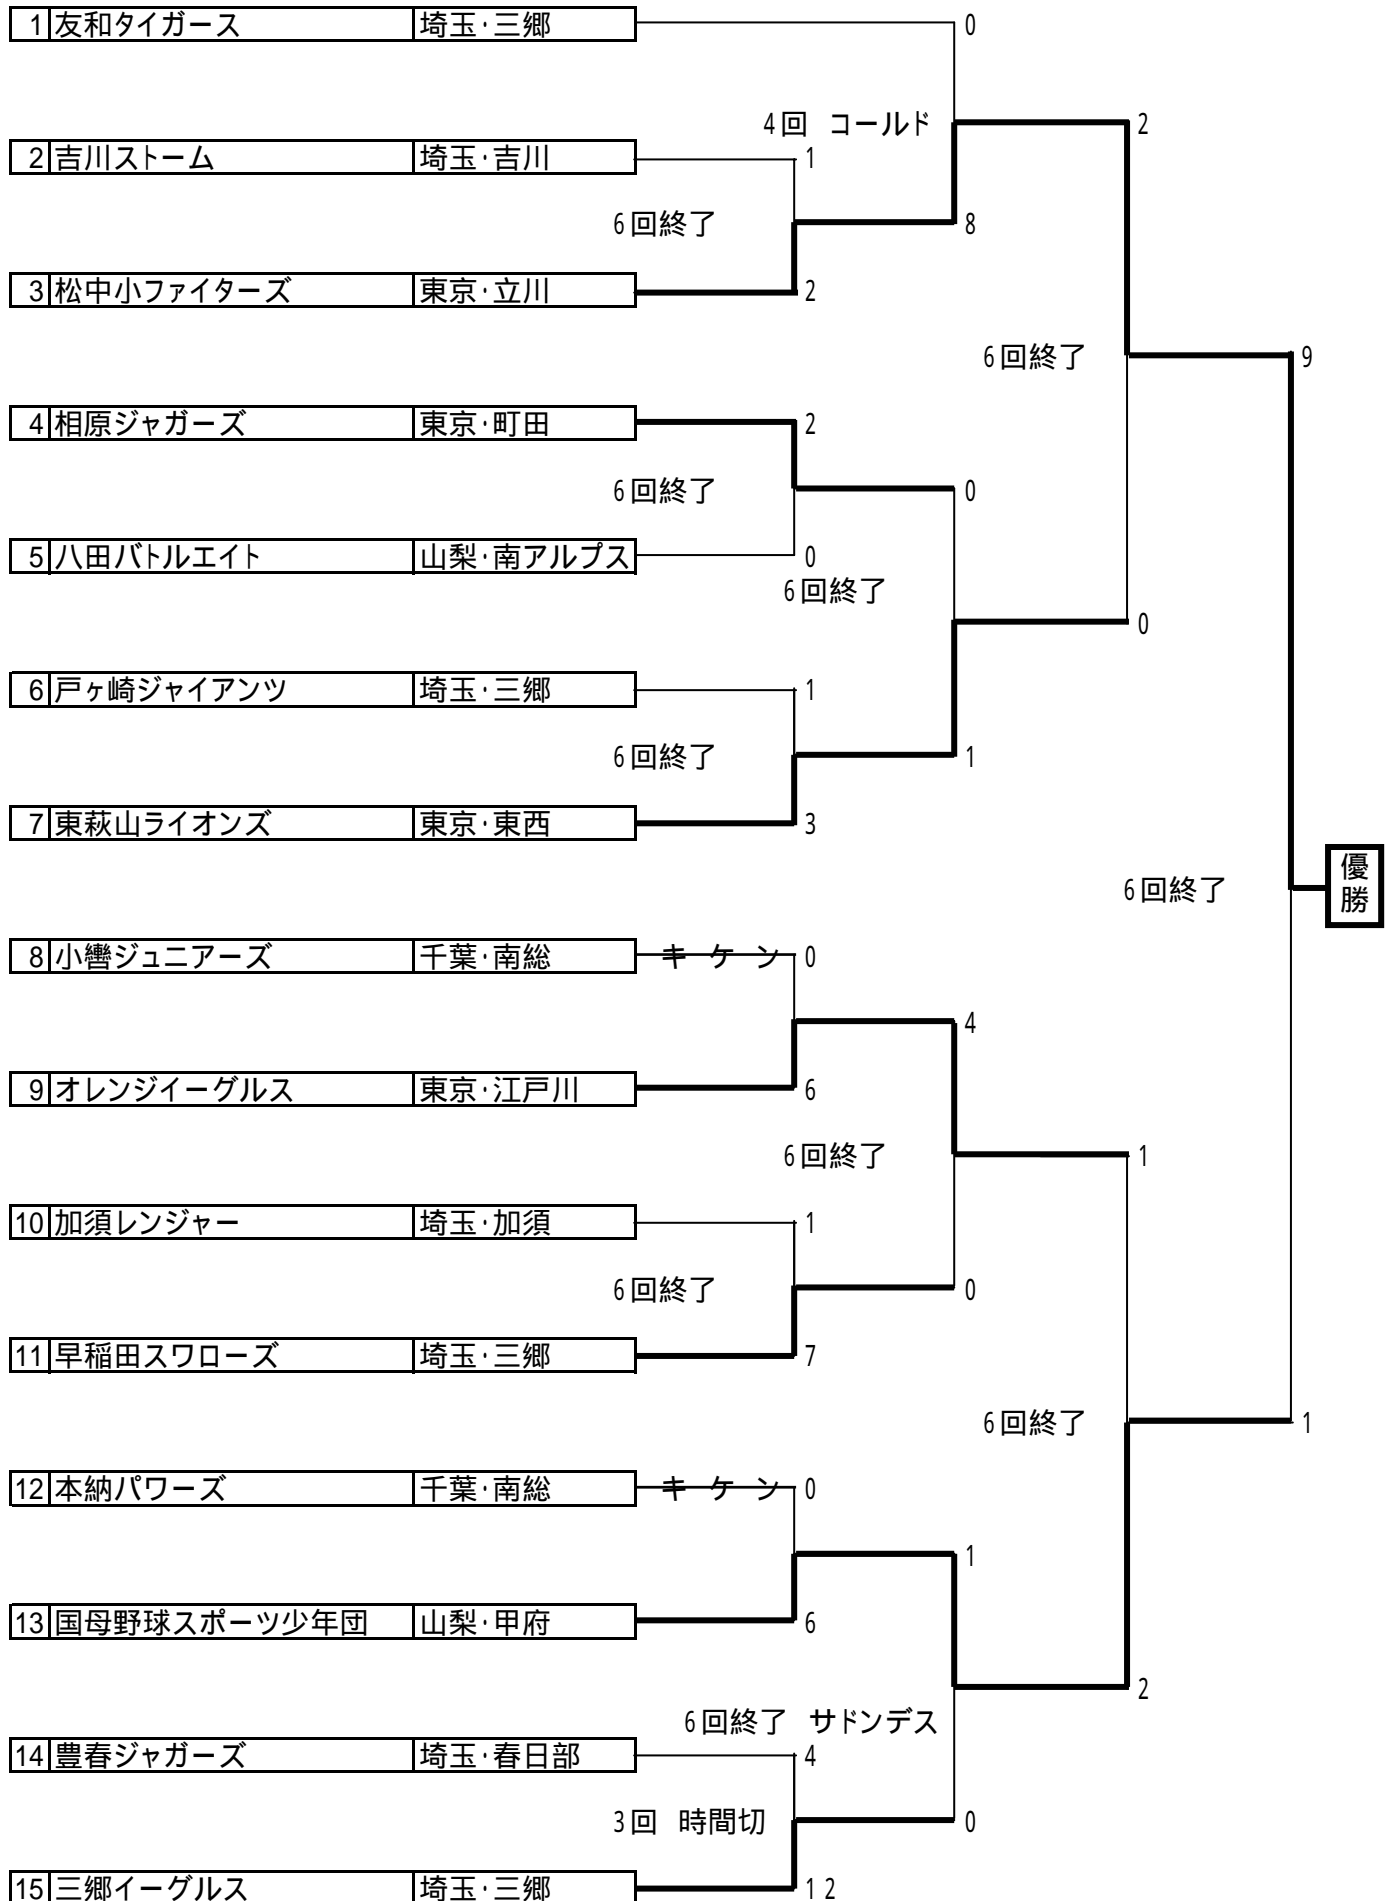 1 友和タイガース 埼玉・三郷 0
4回 コールド 2
2 吉川ストーム 埼玉・吉川 1
6回終了 8
3 松中小ファイターズ 東京・立川 2
6回終了 9
4 相原ジャガーズ 東京・町田 2
6回終了 0
5 八田バトルエイト 山梨・南アルプス 0
6回終了
0
6 戸ヶ崎ジャイアンツ 埼玉・三郷 1
6回終了 1
7 東萩山ライオンズ 東京・東西 3
6回終了 優勝
8 小轡ジュニアーズ 千葉・南総 キケン 0
4
9 オレンジイーグルス 東京・江戸川 6
6回終了 1
10 加須レンジャー 埼玉・加須 1
6回終了 0
11 早稲田スワローズ 埼玉・三郷 7
6回終了 1
12 本納パワーズ 千葉・南総 キケン 0
1
13 国母野球スポーツ少年団 山梨・甲府 6
2
6回終了 サドンデス
14 豊春ジャガーズ 埼玉・春日部 4
3回 時間切 0
15 三郷イーグルス 埼玉・三郷 12